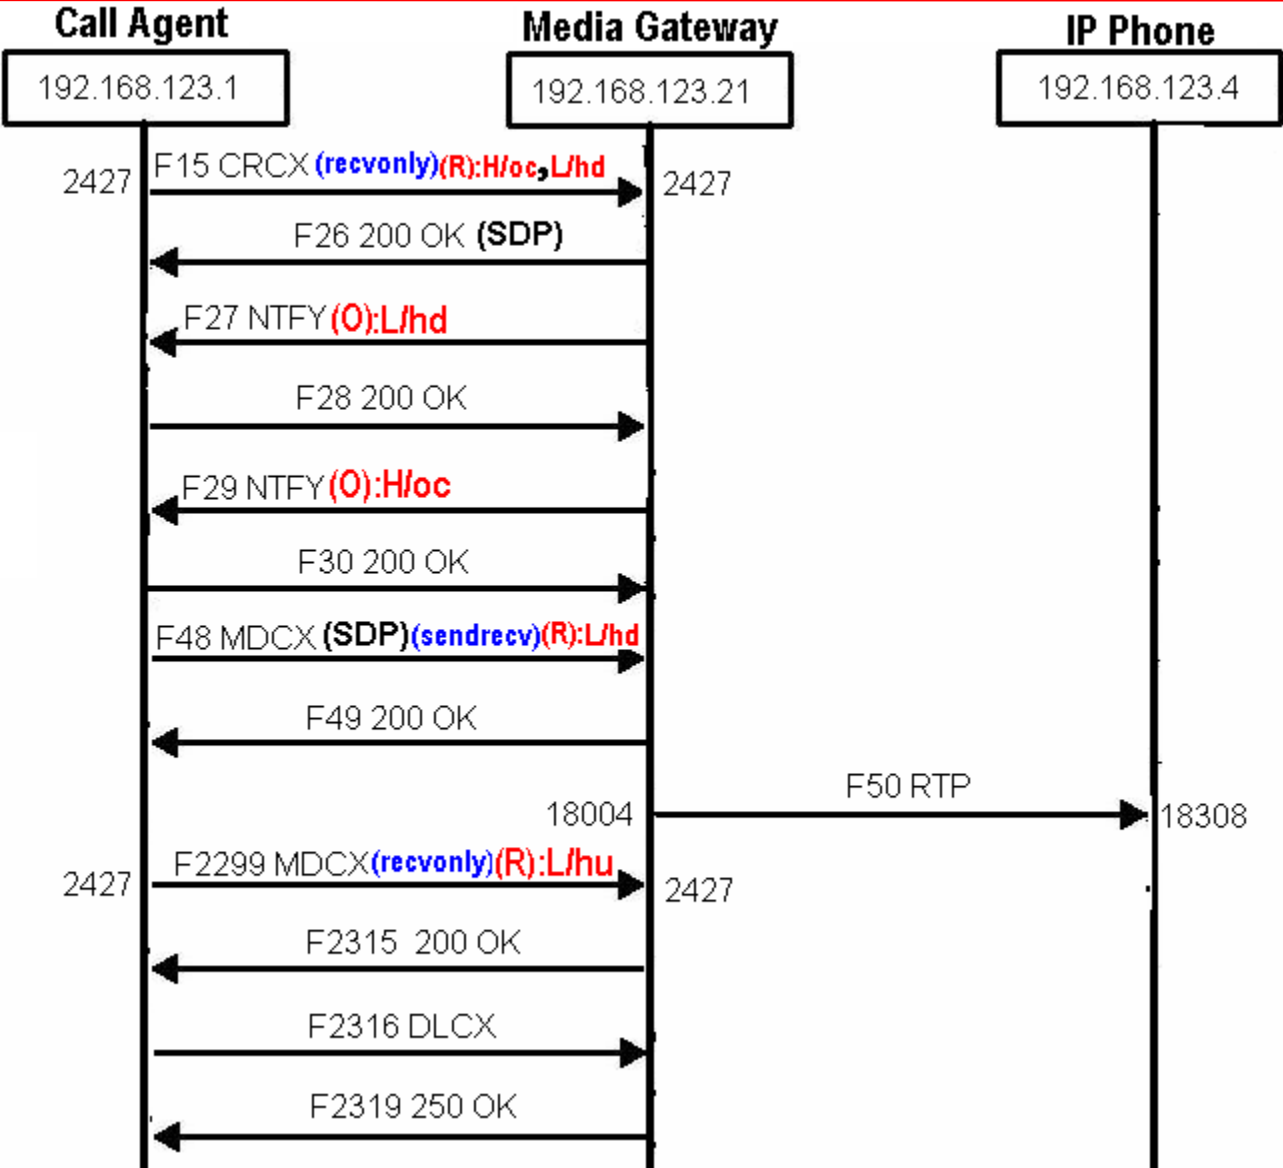 Call Agent Media Gateway IP Phone
192.168.123.1 192.168.123.21 192.168.123.4
F15 CRCX (recvonly)(R):H/oc,L/hd
2427 2427
F26 200 OK (SDP)
F27 NTFY (O):L/hd
F28 200 OK
F29 NTFY (O):H/oc
F30 200 OK
F48 MDCX (SDP)(sendrecv)(R):L/hd
F49 200 OK
F50 RTP
18004 18308
F2299 MDCX(recvonly)(R):L/hu
2427 2427
F2315 200 OK
F2316 DLCX
F2319 250 OK